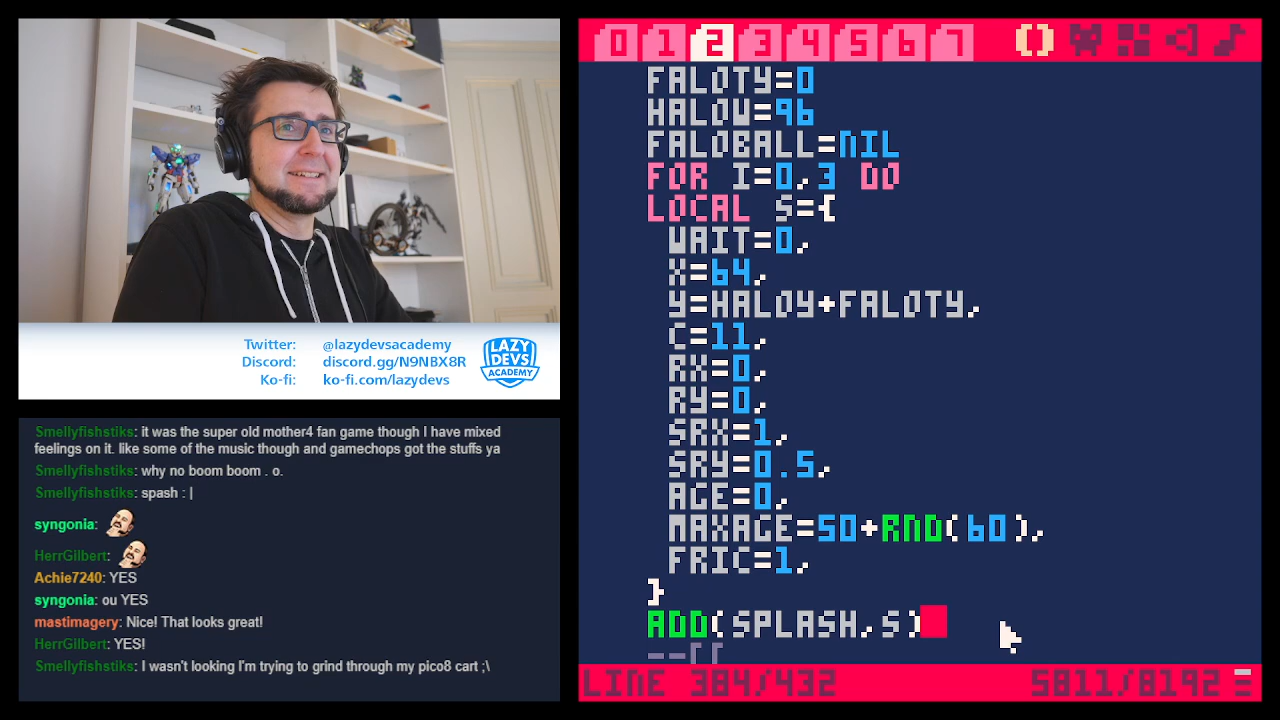 Twitter: @lazydevsacademy
Discord: discord.gg/N9NBX8R
Ko-fi: ko-fi.com/lazydevs
LAZY
DEVS
ACADEMY
Smellyfishstiks: it was the super old mother4 fan game though I have mixed
feelings on it. like some of the music though and gamechops got the stuffs ya
Smellyfishstiks: why no boom boom . o.
Smellyfishstiks: spash : |
syngonia:
HerrGilbert:
Achie7240: YES
syngonia: ou YES
mastimagery: Nice! That looks great!
HerrGilbert: YES!
Smellyfishstiks: I wasn't looking I'm trying to grind through my pico8 cart ;\
0 1 2 3 4 5 6 7 ()
FALOTY=0
HALOW=96
FALOBALL=NIL
FOR I=0,3 DO
LOCAL S={
WAIT=0,
X=64,
Y=HALOY+FALOTY,
C=11,
RX=0,
RY=0,
SRX=1,
SRY=0.5,
AGE=0,
MAXAGE=50+RND(60),
FRIC=1,
}
ADD(SPLASH,S)
--[[
LINE 384/432 5811/8192